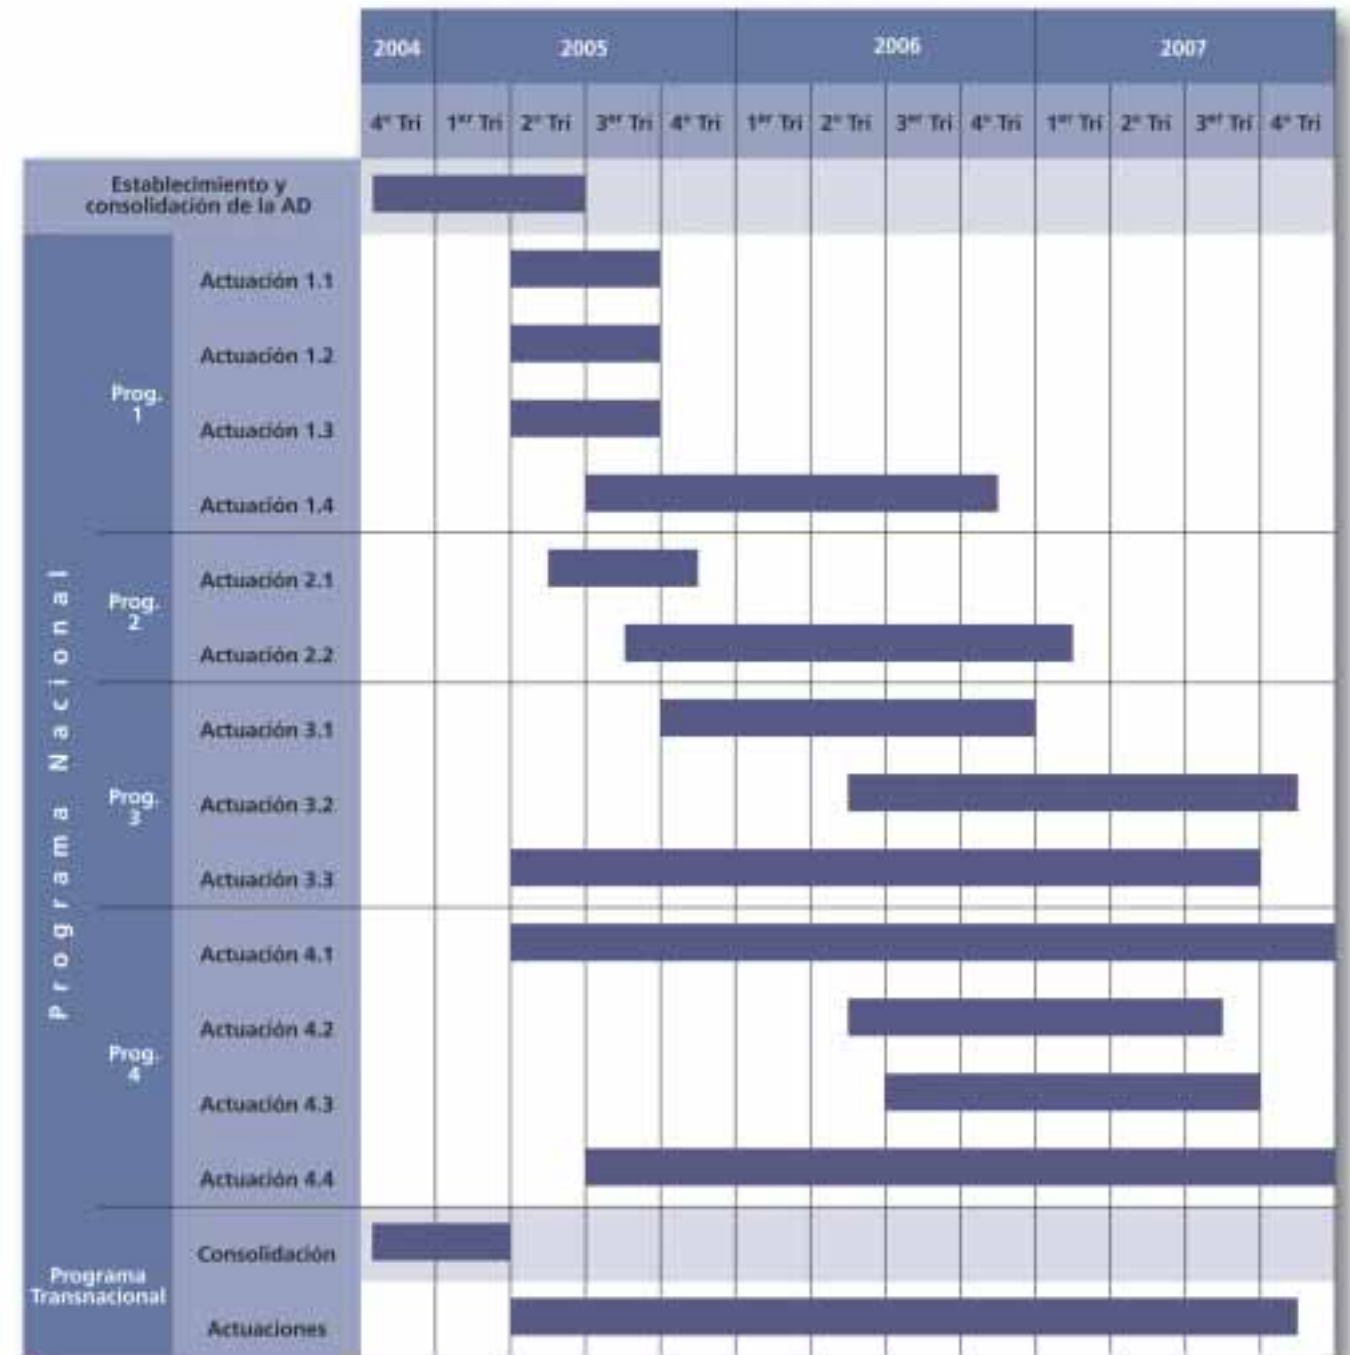 2004 2005 2006 2007
4º Tri 1er Tri 2º Tri 3er Tri 4º Tri 1er Tri 2º Tri 3er Tri 4º Tri 1er Tri 2º Tri 3er Tri 4º Tri
Establecimiento y
consolidación de la AD
Programa Nacional
Prog.
1
Actuación 1.1
Actuación 1.2
Actuación 1.3
Actuación 1.4
Prog.
2
Actuación 2.1
Actuación 2.2
Prog.
3
Actuación 3.1
Actuación 3.2
Actuación 3.3
Prog.
4
Actuación 4.1
Actuación 4.2
Actuación 4.3
Actuación 4.4
Programa
Transnacional
Consolidación
Actuaciones